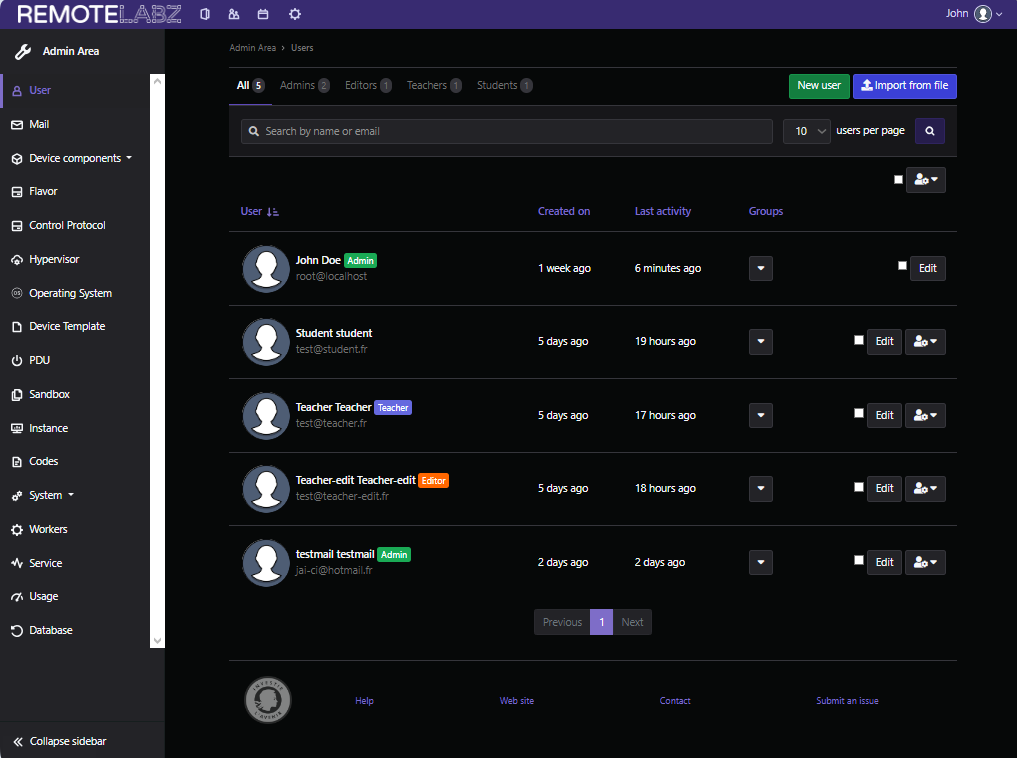 REMOTELABZ
John
Admin Area
Admin Area › Users
All 5 Admins 2 Editors 1 Teachers 1 Students 1
New user Import from file
Search by name or email 10 users per page
User
Mail
Device components
Flavor
Control Protocol
Hypervisor
OS Operating System
Device Template
PDU
Sandbox
Instance
Codes
System
Workers
Service
Usage
Database
Collapse sidebar
User Created on Last activity Groups
John Doe Admin
root@localhost
1 week ago 6 minutes ago Edit
Student student
test@student.fr
5 days ago 19 hours ago Edit
Teacher Teacher Teacher
test@teacher.fr
5 days ago 17 hours ago Edit
Teacher-edit Teacher-edit Editor
test@teacher-edit.fr
5 days ago 18 hours ago Edit
testmail testmail Admin
jai-ci@hotmail.fr
2 days ago 2 days ago Edit
Previous 1 Next
INVESTIR
L'AVENIR
Help Web site Contact Submit an issue